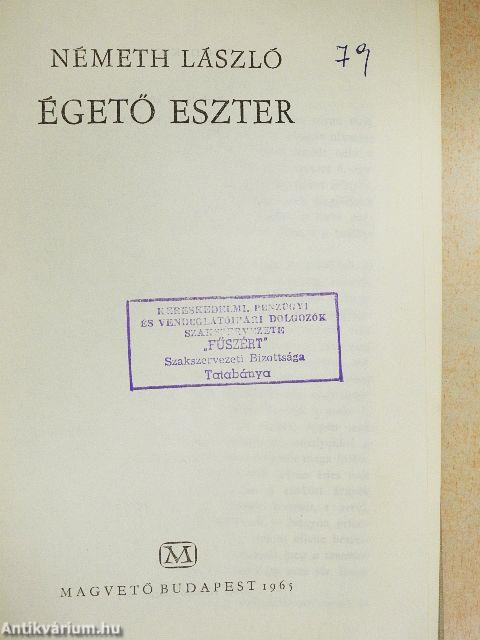 NÉMETH LÁSZLÓ
79
ÉGETŐ ESZTER
KERESKEDELMI, PÉNZÜGYI
ÉS VENDÉGLÁTÓIPARI DOLGOZÓK
SZAKSZERVEZETE
„FŰSZÉRT"
Szakszervezeti Bizottsága
Tatabánya
M
MAGVETŐ BUDAPEST 1965
Antikvárium.hu